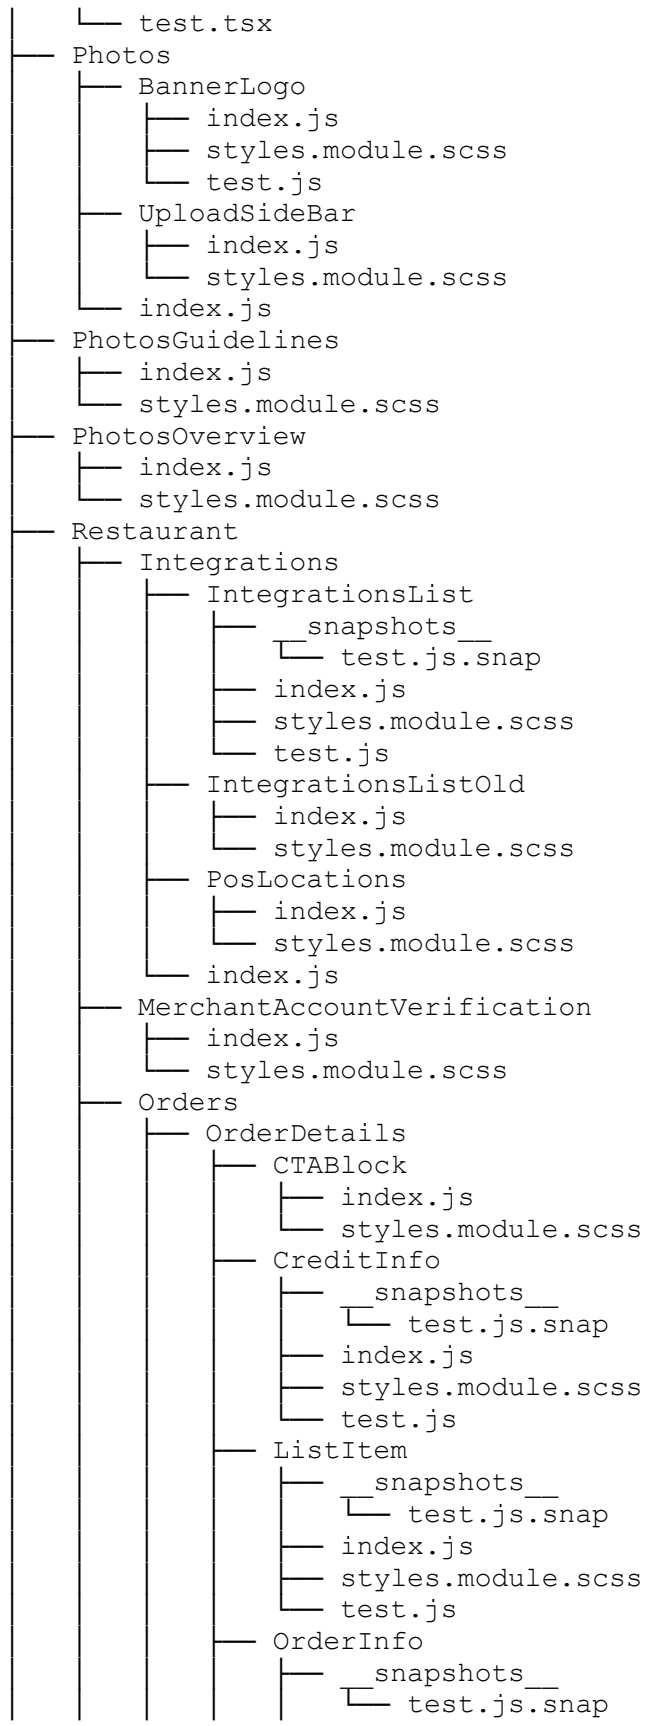 │   └── test.tsx
├── Photos
│   ├── BannerLogo
│   │   ├── index.js
│   │   ├── styles.module.scss
│   │   └── test.js
│   ├── UploadSideBar
│   │   ├── index.js
│   │   └── styles.module.scss
│   └── index.js
├── PhotosGuidelines
│   ├── index.js
│   └── styles.module.scss
├── PhotosOverview
│   ├── index.js
│   └── styles.module.scss
├── Restaurant
│   ├── Integrations
│   │   ├── IntegrationsList
│   │   │   ├── __snapshots__
│   │   │   │   └── test.js.snap
│   │   │   ├── index.js
│   │   │   ├── styles.module.scss
│   │   │   └── test.js
│   │   ├── IntegrationsListOld
│   │   │   ├── index.js
│   │   │   └── styles.module.scss
│   │   ├── PosLocations
│   │   │   ├── index.js
│   │   │   └── styles.module.scss
│   │   └── index.js
│   ├── MerchantAccountVerification
│   │   ├── index.js
│   │   └── styles.module.scss
│   ├── Orders
│   │   ├── OrderDetails
│   │   │   ├── CTABlock
│   │   │   │   ├── index.js
│   │   │   │   └── styles.module.scss
│   │   │   ├── CreditInfo
│   │   │   │   ├── __snapshots__
│   │   │   │   │   └── test.js.snap
│   │   │   │   ├── index.js
│   │   │   │   ├── styles.module.scss
│   │   │   │   └── test.js
│   │   │   ├── ListItem
│   │   │   │   ├── __snapshots__
│   │   │   │   │   └── test.js.snap
│   │   │   │   ├── index.js
│   │   │   │   ├── styles.module.scss
│   │   │   │   └── test.js
│   │   │   ├── OrderInfo
│   │   │   │   ├── __snapshots__
│   │   │   │   │   └── test.js.snap